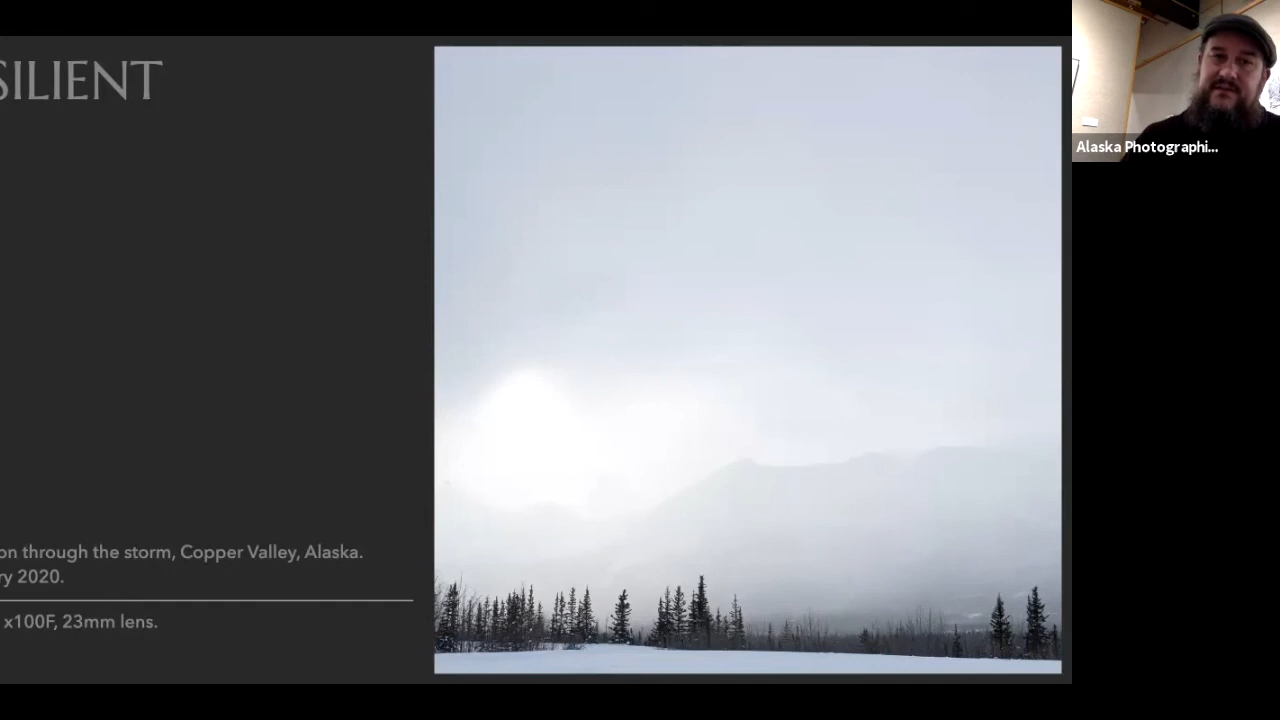 SILIENT
Alaska Photographi...
on through the storm, Copper Valley, Alaska.
ry 2020.
x100F, 23mm lens.